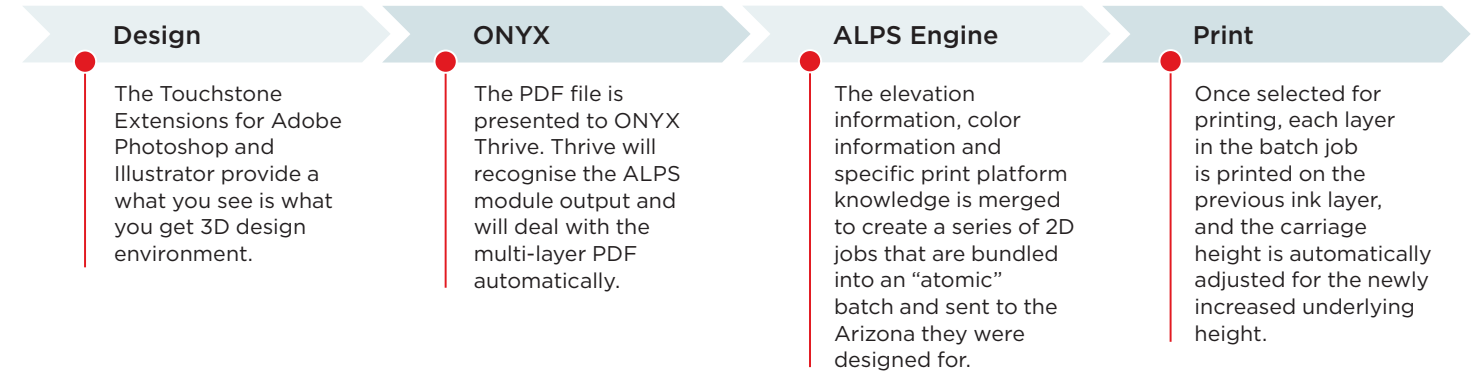 Design
The Touchstone
Extensions for Adobe
Photoshop and
Illustrator provide a
what you see is what
you get 3D design
environment.
ONYX
The PDF file is
presented to ONYX
Thrive. Thrive will
recognise the ALPS
module output and
will deal with the
multi-layer PDF
automatically.
ALPS Engine
The elevation
information, color
information and
specific print platform
knowledge is merged
to create a series of 2D
jobs that are bundled
into an “atomic”
batch and sent to the
Arizona they were
designed for.
Print
Once selected for
printing, each layer
in the batch job
is printed on the
previous ink layer,
and the carriage
height is automatically
adjusted for the newly
increased underlying
height.